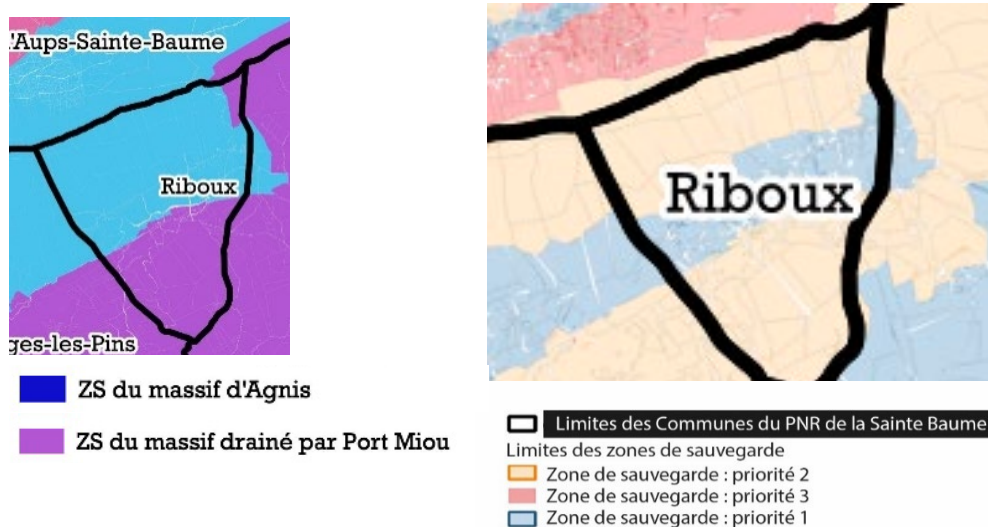 'Aups-Sainte-Baume
Riboux
ges-les-Pins
ZS du massif d'Agnis
ZS du massif drainé par Port Miou
Riboux
Limites des Communes du PNR de la Sainte Baume
Limites des zones de sauvegarde
Zone de sauvegarde : priorité 2
Zone de sauvegarde : priorité 3
Zone de sauvegarde : priorité 1